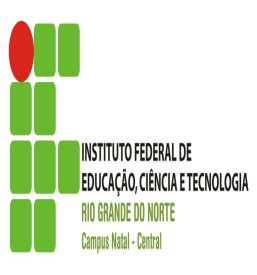 INSTITUTO FEDERAL DE
EDUCAÇÃO, CIÊNCIA E TECNOLOGIA
RIO GRANDE DO NORTE
Campus Natal - Central